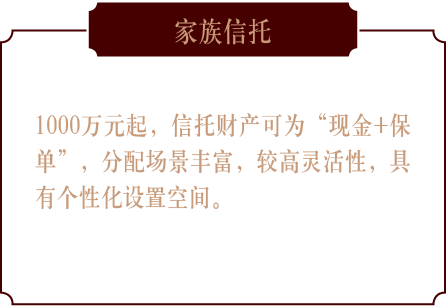 家族信托
1000万元起，信托财产可为“现金+保
单”，分配场景丰富，较高灵活性，具
有个性化设置空间。